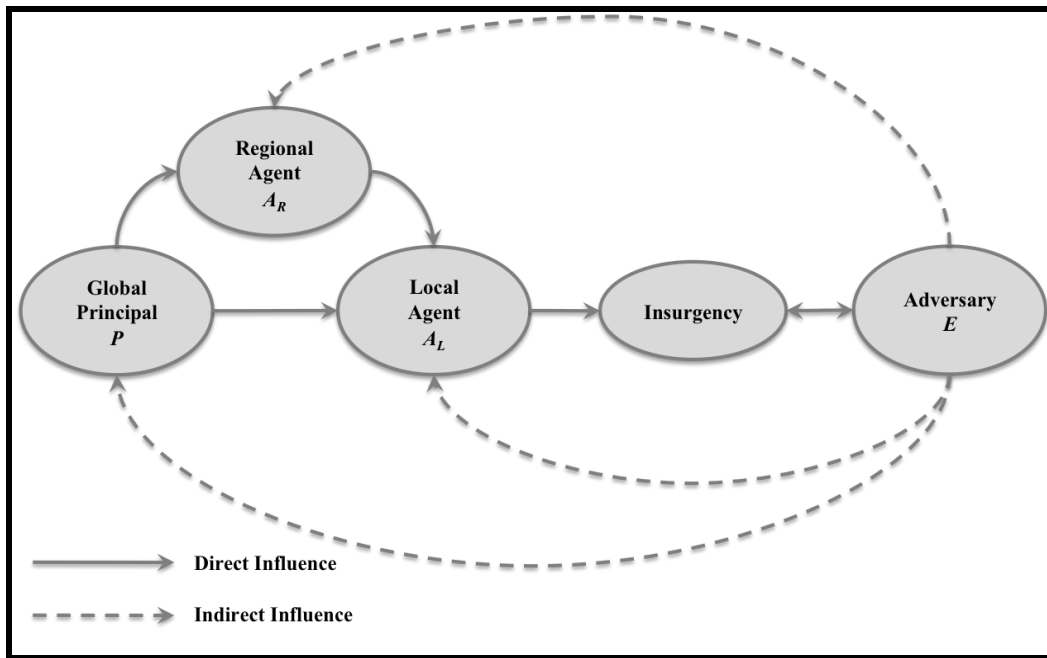 Regional
Agent
A_R
Global
Principal
P
Local
Agent
A_L
Insurgency
Adversary
E
Direct Influence
Indirect Influence